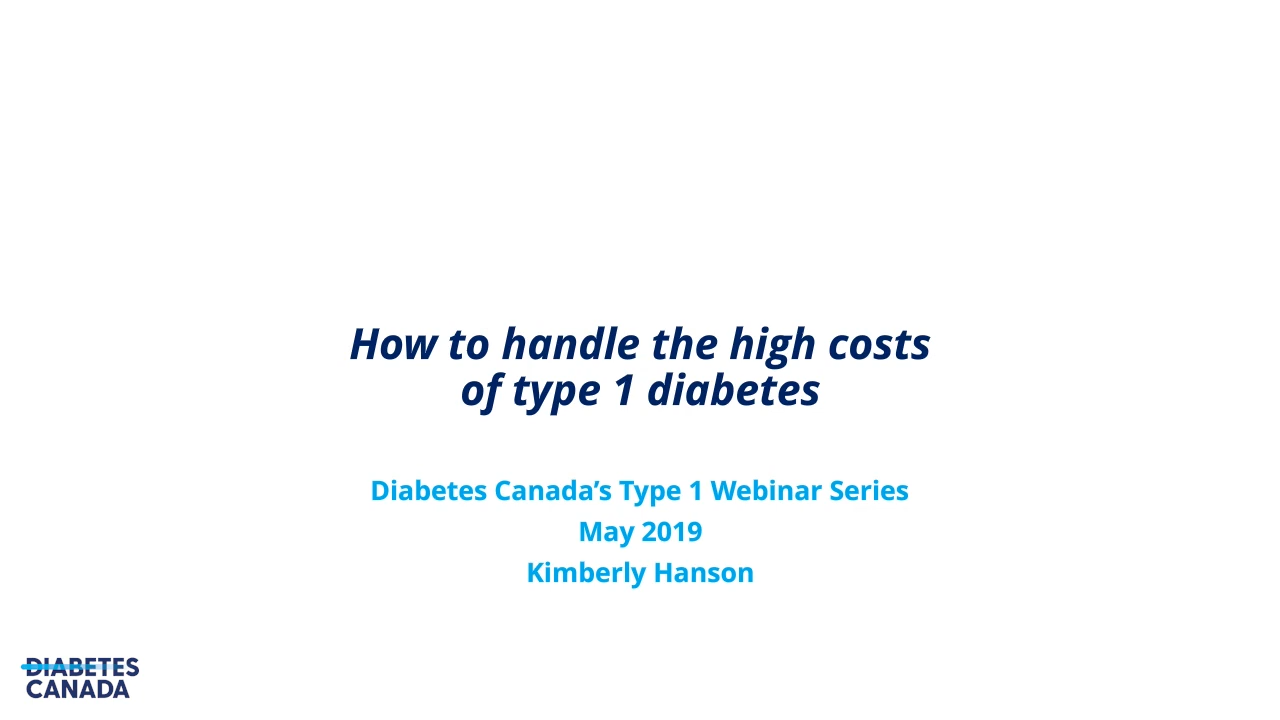 How to handle the high costs
of type 1 diabetes
Diabetes Canada’s Type 1 Webinar Series
May 2019
Kimberly Hanson
DIABETES
CANADA